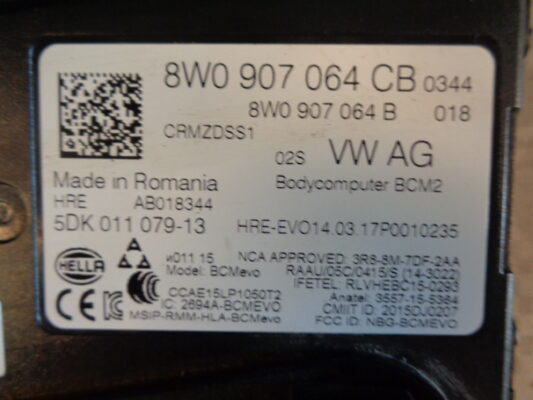 8W0 907 064 CB 0344
8W0 907 064 B 018
CRMZDSS1
02S VW AG
Made in Romania Bodycomputer BCM2
HRE AB018344
5DK 011 079-13 HRE-EVO14.03.17P0010235
HELLA
и011 15 NCA APPROVED: 3R8-8M-7DF-2AA
Model: BCMevo RAAU/05C/0415/S (14-3022)
IFETEL: RLVHEBC15-0293
CCAE15LP1050T2 Anatel: 3557-15-5364
IC: 2694A-BCMEVO CMIIT ID: 2015DJ0207
MSIP-RMM-HLA-BCMevo FCC ID: NBG-BCMEVO